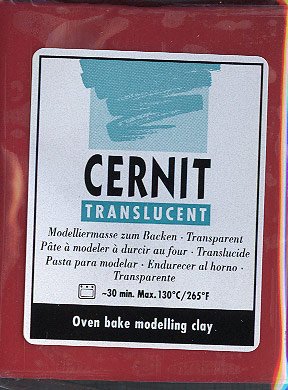 CERNIT
TRANSLUCENT
Modelliermasse zum Backen · Transparent
Pâte à modeler à durcir au four · Translucide
Pasta para modelar · Endurecer al horno ·
Transparente
~30 min. Max. 130°C/265°F
Oven bake modelling clay